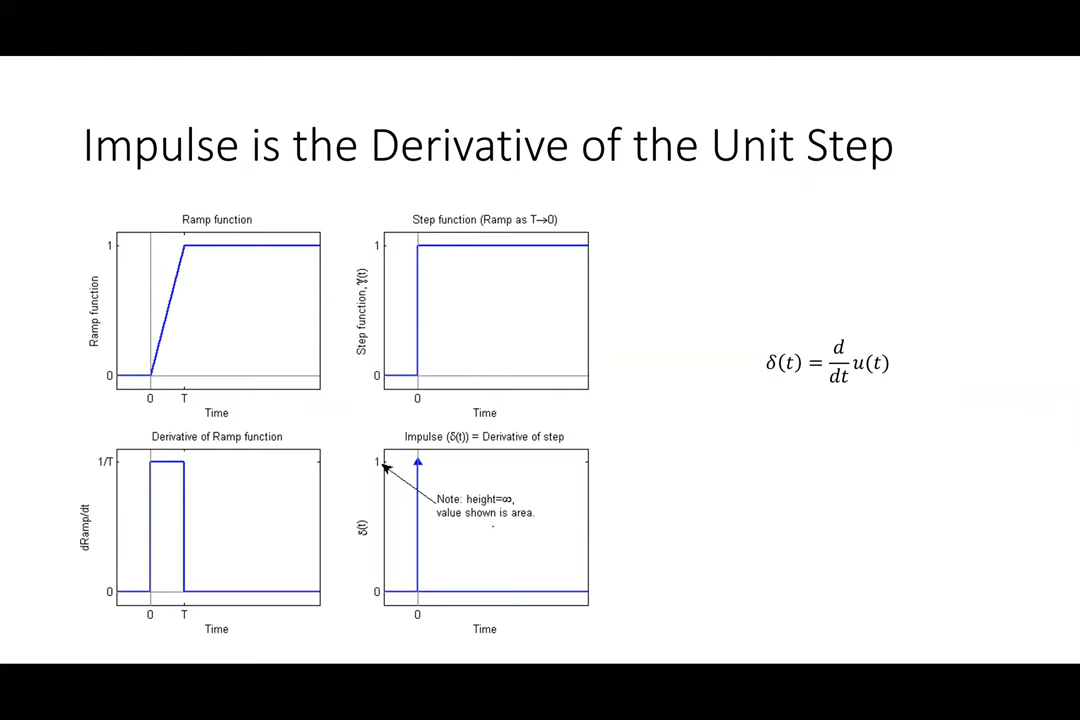 Impulse is the Derivative of the Unit Step
Ramp function
Ramp function
1
0
0 T
Time
Step function (Ramp as T→0)
Step function, γ(t)
1
0
0
Time
δ(t) = d/dt u(t)
Derivative of Ramp function
dRamp/dt
1/T
0
0 T
Time
Impulse (δ(t)) = Derivative of step
δ(t)
1
Note: height=∞,
value shown is area.
0
0
Time